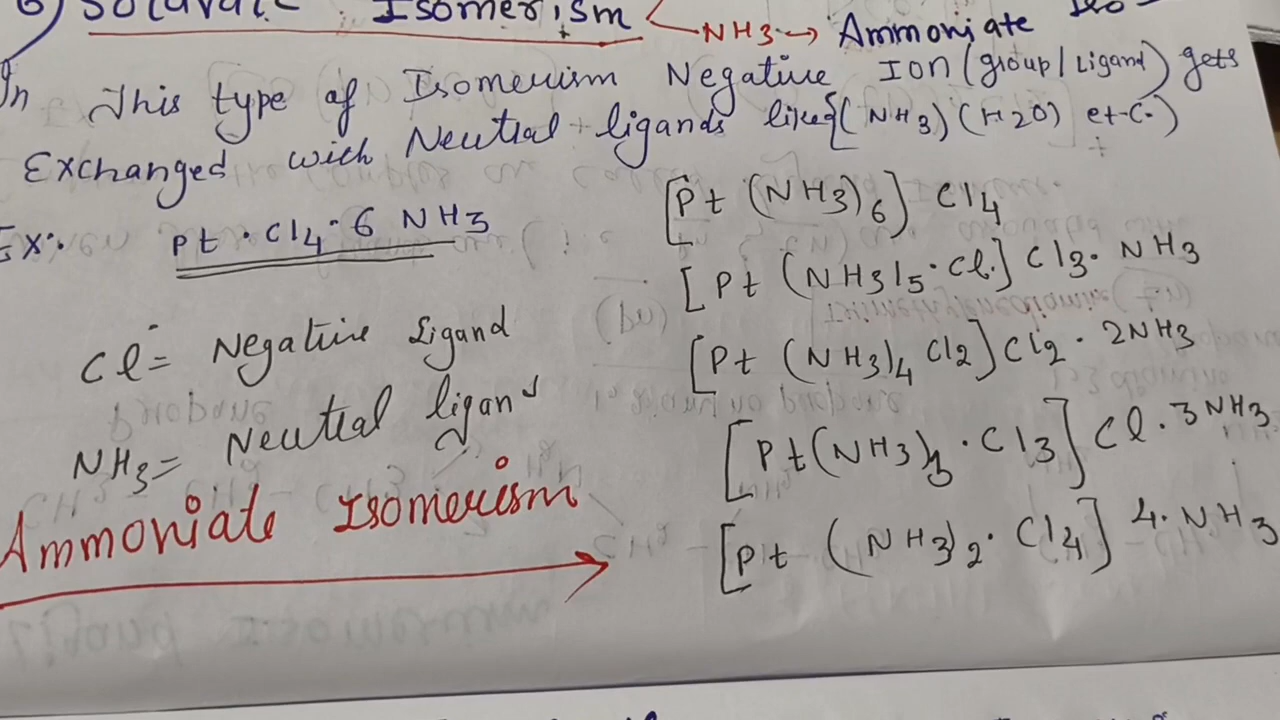 Isomerism
NH3 → Ammoniate Iso
In This type of Isomerism Negative Ion (group/Ligand) gets
Exchanged with Neutral ligands like{(NH3)(H2O) etc.)
Ex:. Pt·Cl4·6 NH3
[Pt (NH3)6] Cl4
[Pt (NH3)5·Cl.] Cl3· NH3
[Pt (NH3)4 Cl2] Cl2 · 2NH3
[Pt(NH3)3 ·Cl3] Cl·3NH3
[Pt (NH3)2· Cl4] 4·NH3
Cl- = Negative Ligand
NH3 = Neutral ligand
Ammoniate Isomerism